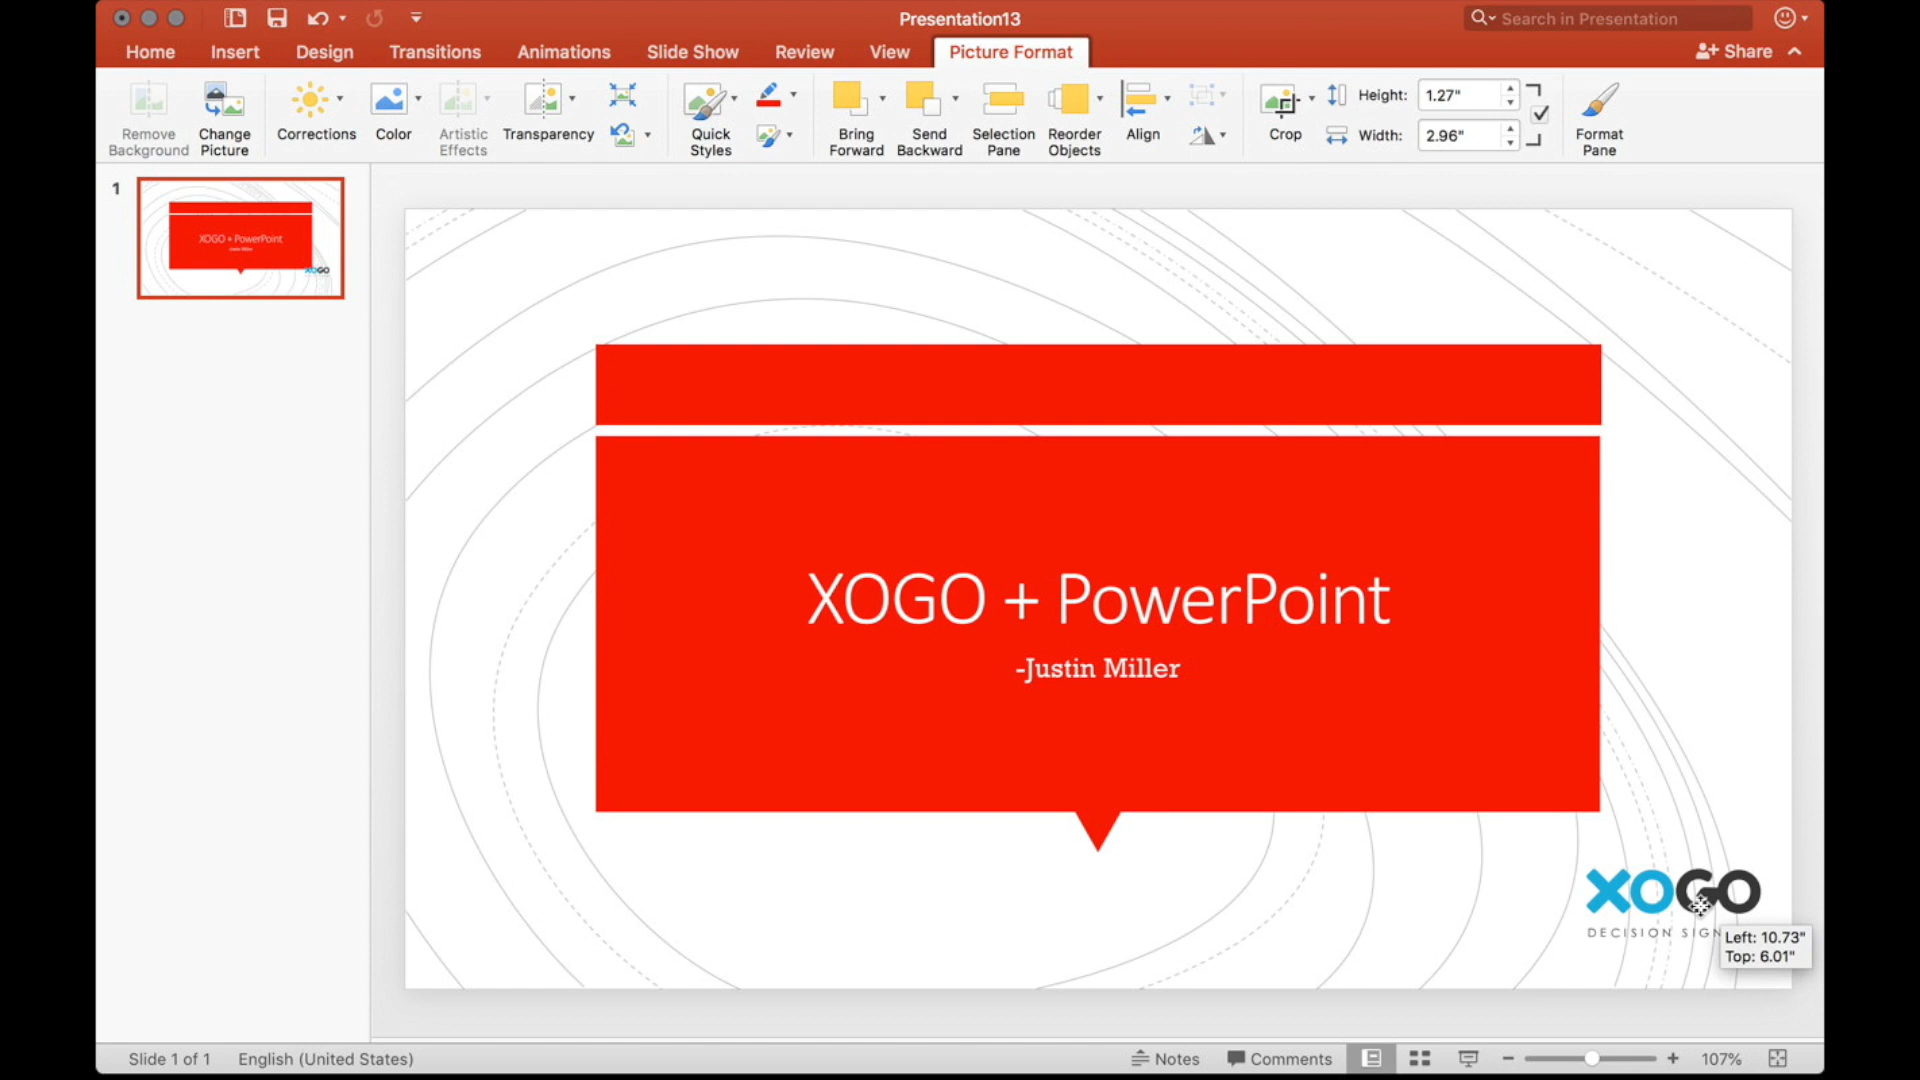 Presentation13
Search in Presentation
Home Insert Design Transitions Animations Slide Show Review View Picture Format
Share
Remove Background
Change Picture
Corrections
Color
Artistic Effects
Transparency
Quick Styles
Bring Forward
Send Backward
Selection Pane
Reorder Objects
Align
Crop
Height: 1.27"
Width: 2.96"
Format Pane
1
XOGO + PowerPoint
Justin Miller
XOGO
XOGO + PowerPoint
-Justin Miller
XOGO
DECISION SIGN
Left: 10.73"
Top: 6.01"
Slide 1 of 1 English (United States) Notes Comments 107%